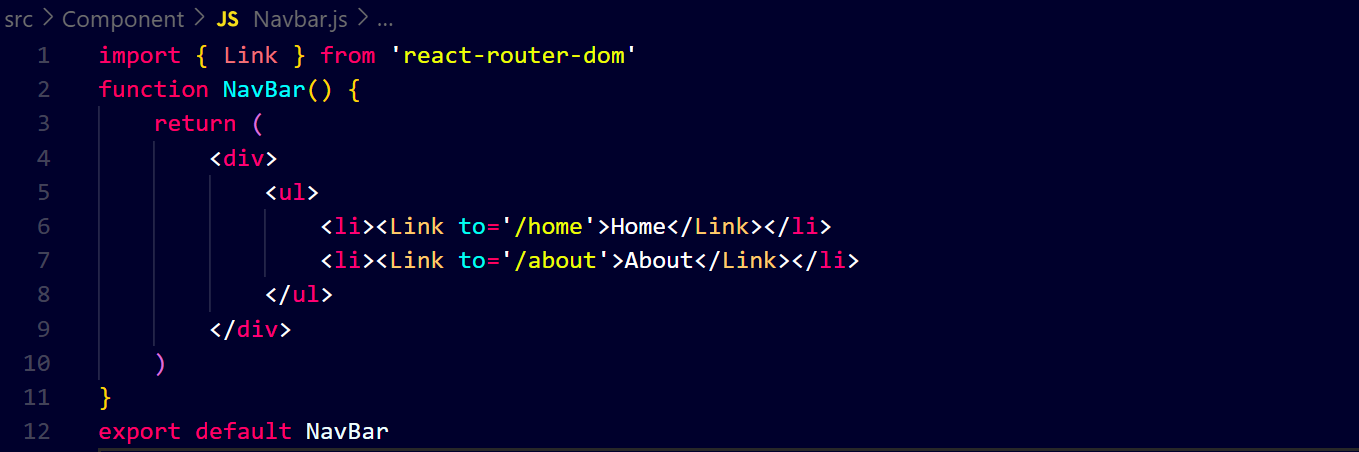 src > Component > JS Navbar.js > ...
1 import { Link } from 'react-router-dom'
2 function NavBar() {
3     return (
4         <div>
5             <ul>
6                 <li><Link to='/home'>Home</Link></li>
7                 <li><Link to='/about'>About</Link></li>
8             </ul>
9         </div>
10     )
11 }
12 export default NavBar